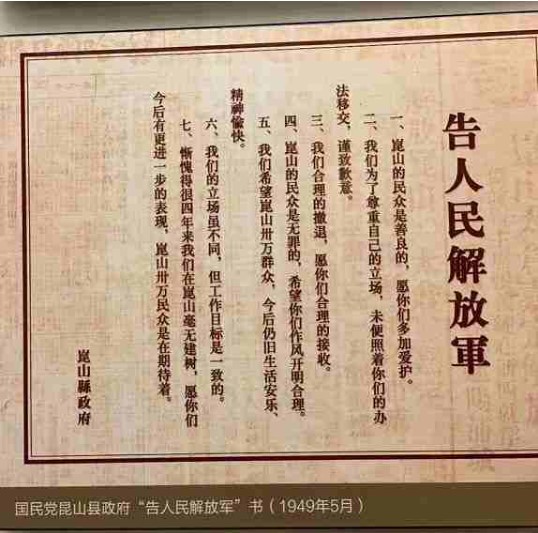 告人民解放軍
一、崑山的民众是善良的，愿你们多加爱护。
二、我们为了尊重自己的立场，未便照着你们的办
法移交，谨致歉意。
三、我们合理的撤退，愿你们合理的接收。
四、崑山的民众是无罪的，希望你们作风开明合理。
五、我们希望崑山卅万群众，今后仍旧生活安乐、
精神愉快。
六、我们的立场虽不同，但工作目标是一致的。
七、惭愧得很四年来我们在崑山毫无建树，愿你们
今后有更进一步的表现，崑山卅万民众是在期待着。
崑山縣政府
国民党昆山县政府“告人民解放军”书（1949年5月）